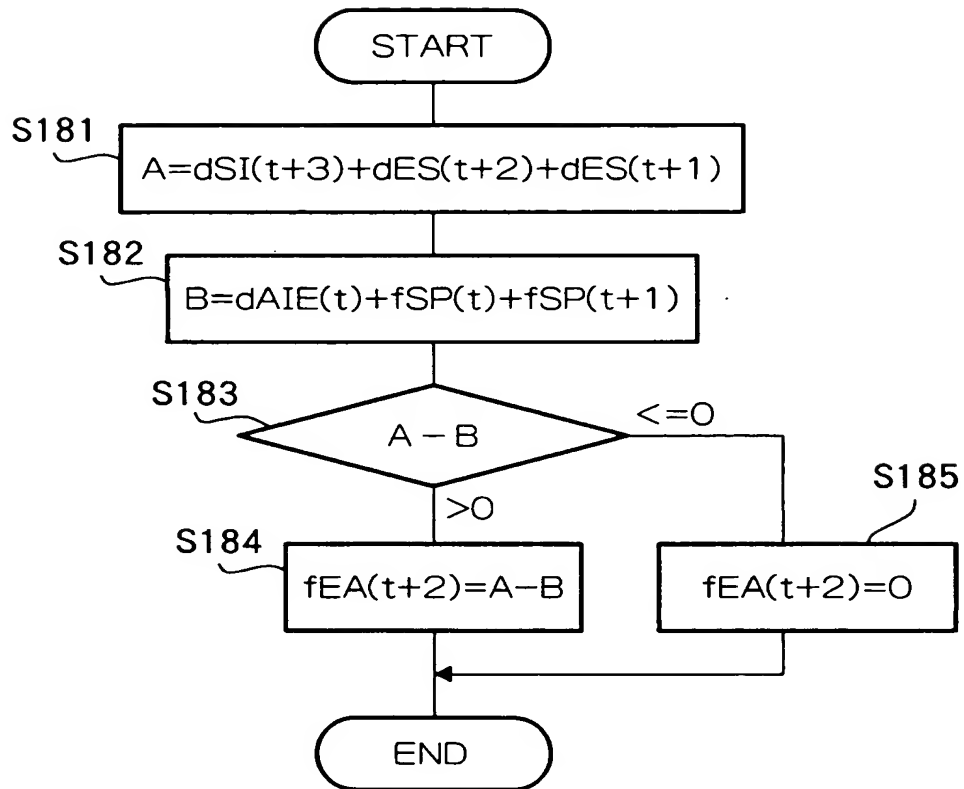 START
S181
A=dSI(t+3)+dES(t+2)+dES(t+1)
S182
B=dAIE(t)+fSP(t)+fSP(t+1)
S183
A-B
<=0
>0
S184
fEA(t+2)=A-B
S185
fEA(t+2)=0
END